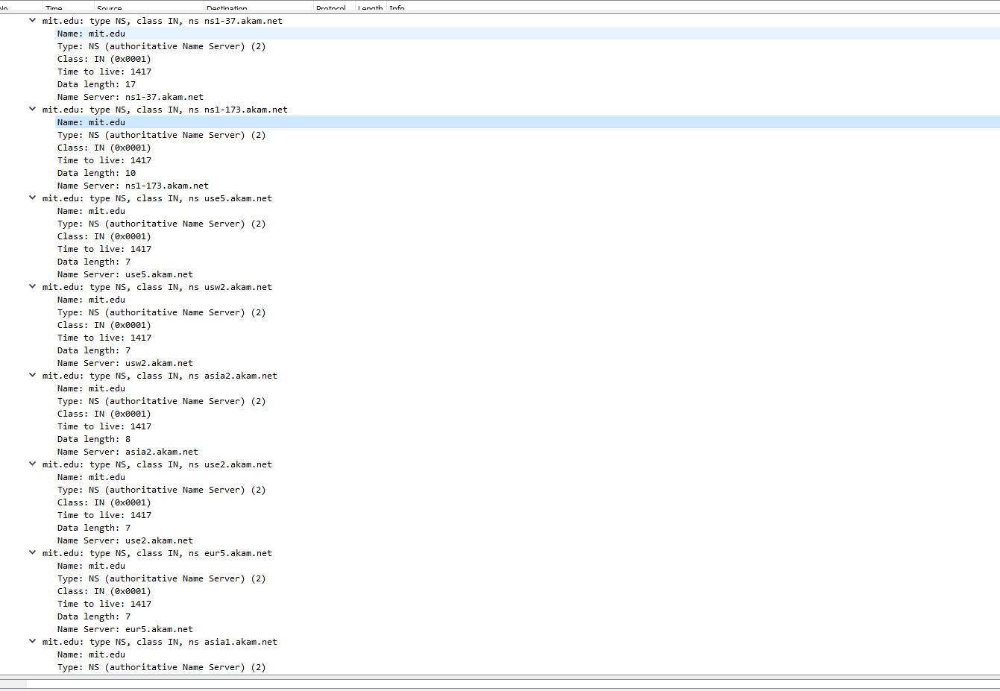 No. Time Source Destination Protocol Length Info
mit.edu: type NS, class IN, ns ns1-37.akam.net
Name: mit.edu
Type: NS (authoritative Name Server) (2)
Class: IN (0x0001)
Time to live: 1417
Data length: 17
Name Server: ns1-37.akam.net
mit.edu: type NS, class IN, ns ns1-173.akam.net
Name: mit.edu
Type: NS (authoritative Name Server) (2)
Class: IN (0x0001)
Time to live: 1417
Data length: 10
Name Server: ns1-173.akam.net
mit.edu: type NS, class IN, ns use5.akam.net
Name: mit.edu
Type: NS (authoritative Name Server) (2)
Class: IN (0x0001)
Time to live: 1417
Data length: 7
Name Server: use5.akam.net
mit.edu: type NS, class IN, ns usw2.akam.net
Name: mit.edu
Type: NS (authoritative Name Server) (2)
Class: IN (0x0001)
Time to live: 1417
Data length: 7
Name Server: usw2.akam.net
mit.edu: type NS, class IN, ns asia2.akam.net
Name: mit.edu
Type: NS (authoritative Name Server) (2)
Class: IN (0x0001)
Time to live: 1417
Data length: 8
Name Server: asia2.akam.net
mit.edu: type NS, class IN, ns use2.akam.net
Name: mit.edu
Type: NS (authoritative Name Server) (2)
Class: IN (0x0001)
Time to live: 1417
Data length: 7
Name Server: use2.akam.net
mit.edu: type NS, class IN, ns eur5.akam.net
Name: mit.edu
Type: NS (authoritative Name Server) (2)
Class: IN (0x0001)
Time to live: 1417
Data length: 7
Name Server: eur5.akam.net
mit.edu: type NS, class IN, ns asia1.akam.net
Name: mit.edu
Type: NS (authoritative Name Server) (2)